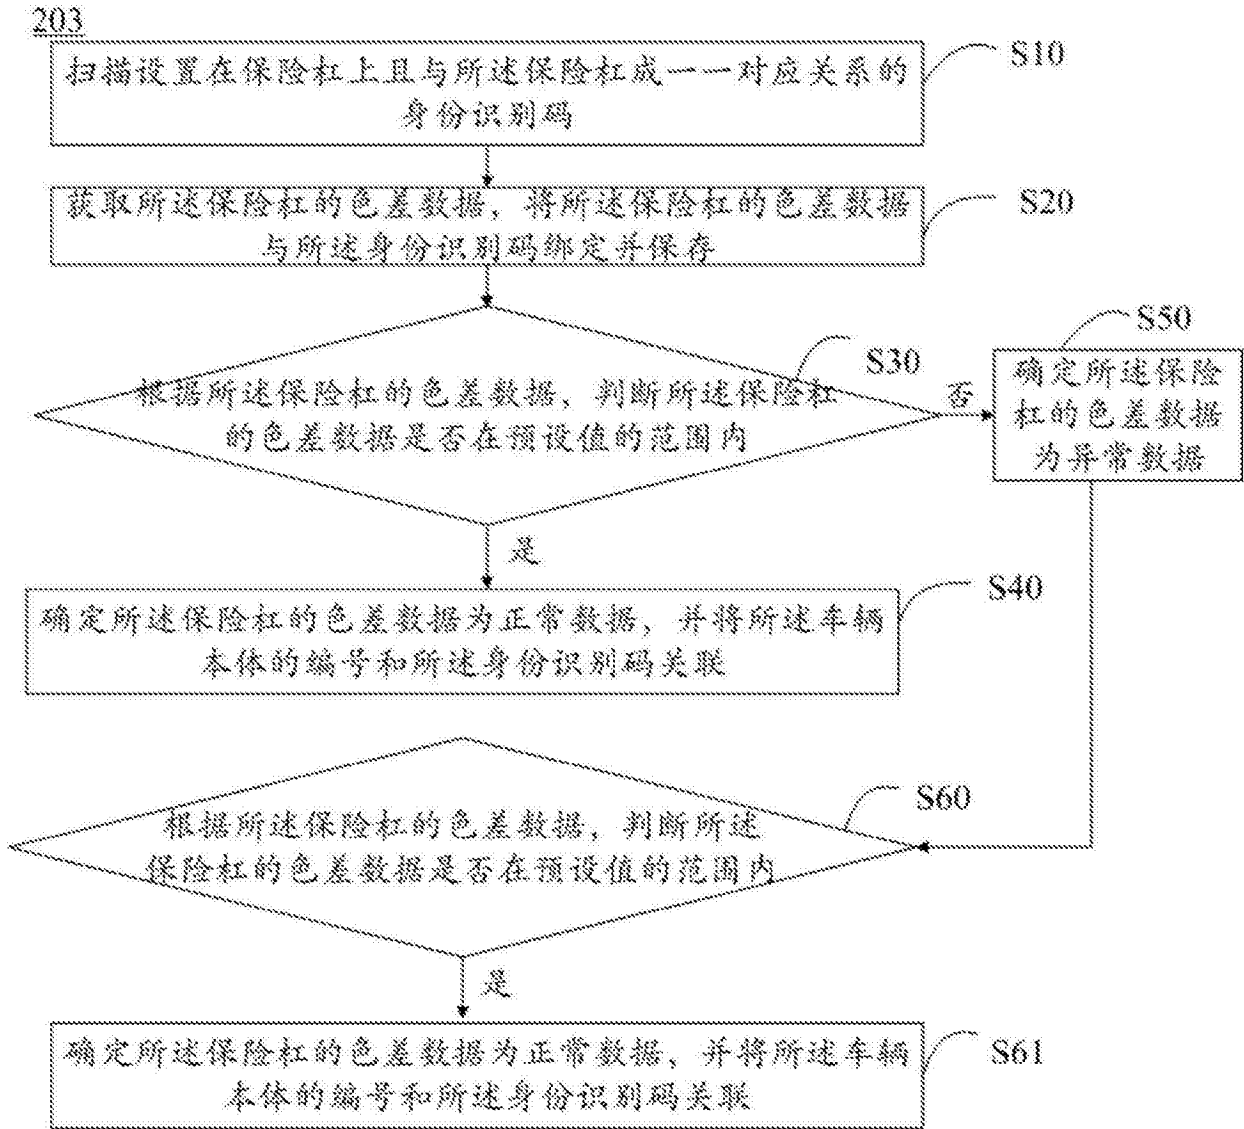 203
扫描设置在保险杠上且与所述保险杠成一一对应关系的
身份识别码
S10
获取所述保险杠的色差数据，将所述保险杠的色差数据
与所述身份识别码绑定并保存
S20
根据所述保险杠的色差数据，判断所述保险杠
的色差数据是否在预设值的范围内
S30
否
S50
确定所述保险
杠的色差数据
为异常数据
是
确定所述保险杠的色差数据为正常数据，并将所述车辆
本体的编号和所述身份识别码关联
S40
根据所述保险杠的色差数据，判断所述
保险杠的色差数据是否在预设值的范围内
S60
是
确定所述保险杠的色差数据为正常数据，并将所述车辆
本体的编号和所述身份识别码关联
S61